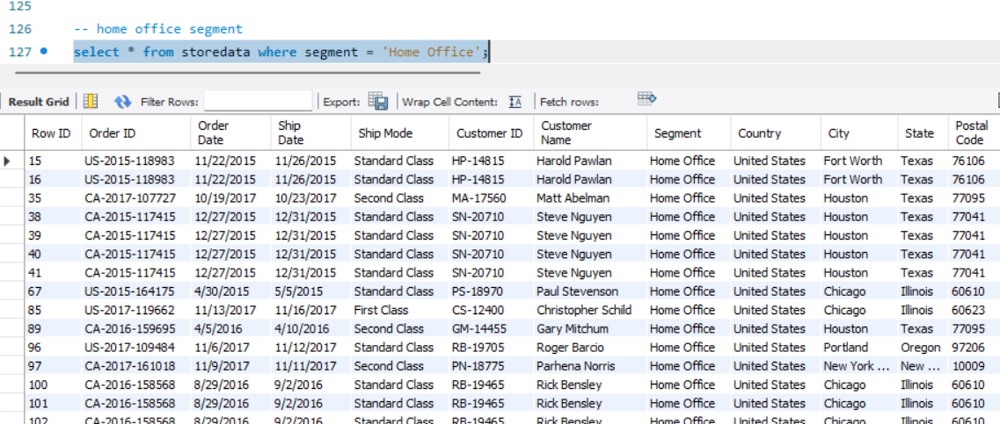 125
126 -- home office segment
127 select * from storedata where segment = 'Home Office';
Result Grid Filter Rows: Export: Wrap Cell Content: IA Fetch rows:
Row ID Order ID Order Date Ship Date Ship Mode Customer ID Customer Name Segment Country City State Postal Code
15 US-2015-118983 11/22/2015 11/26/2015 Standard Class HP-14815 Harold Pawlan Home Office United States Fort Worth Texas 76106
16 US-2015-118983 11/22/2015 11/26/2015 Standard Class HP-14815 Harold Pawlan Home Office United States Fort Worth Texas 76106
35 CA-2017-107727 10/19/2017 10/23/2017 Second Class MA-17560 Matt Abelman Home Office United States Houston Texas 77095
38 CA-2015-117415 12/27/2015 12/31/2015 Standard Class SN-20710 Steve Nguyen Home Office United States Houston Texas 77041
39 CA-2015-117415 12/27/2015 12/31/2015 Standard Class SN-20710 Steve Nguyen Home Office United States Houston Texas 77041
40 CA-2015-117415 12/27/2015 12/31/2015 Standard Class SN-20710 Steve Nguyen Home Office United States Houston Texas 77041
41 CA-2015-117415 12/27/2015 12/31/2015 Standard Class SN-20710 Steve Nguyen Home Office United States Houston Texas 77041
67 US-2015-164175 4/30/2015 5/5/2015 Standard Class PS-18970 Paul Stevenson Home Office United States Chicago Illinois 60610
85 US-2017-119662 11/13/2017 11/16/2017 First Class CS-12400 Christopher Schild Home Office United States Chicago Illinois 60623
89 CA-2016-159695 4/5/2016 4/10/2016 Second Class GM-14455 Gary Mitchum Home Office United States Houston Texas 77095
96 US-2017-109484 11/6/2017 11/12/2017 Standard Class RB-19705 Roger Barcio Home Office United States Portland Oregon 97206
97 CA-2017-161018 11/9/2017 11/11/2017 Second Class PN-18775 Parhena Norris Home Office United States New York ... New ... 10009
100 CA-2016-158568 8/29/2016 9/2/2016 Standard Class RB-19465 Rick Bensley Home Office United States Chicago Illinois 60610
101 CA-2016-158568 8/29/2016 9/2/2016 Standard Class RB-19465 Rick Bensley Home Office United States Chicago Illinois 60610
102 CA-2016-158568 8/29/2016 9/2/2016 Standard Class RB-19465 Rick Bensley Home Office United States Chicago Illinois 60610